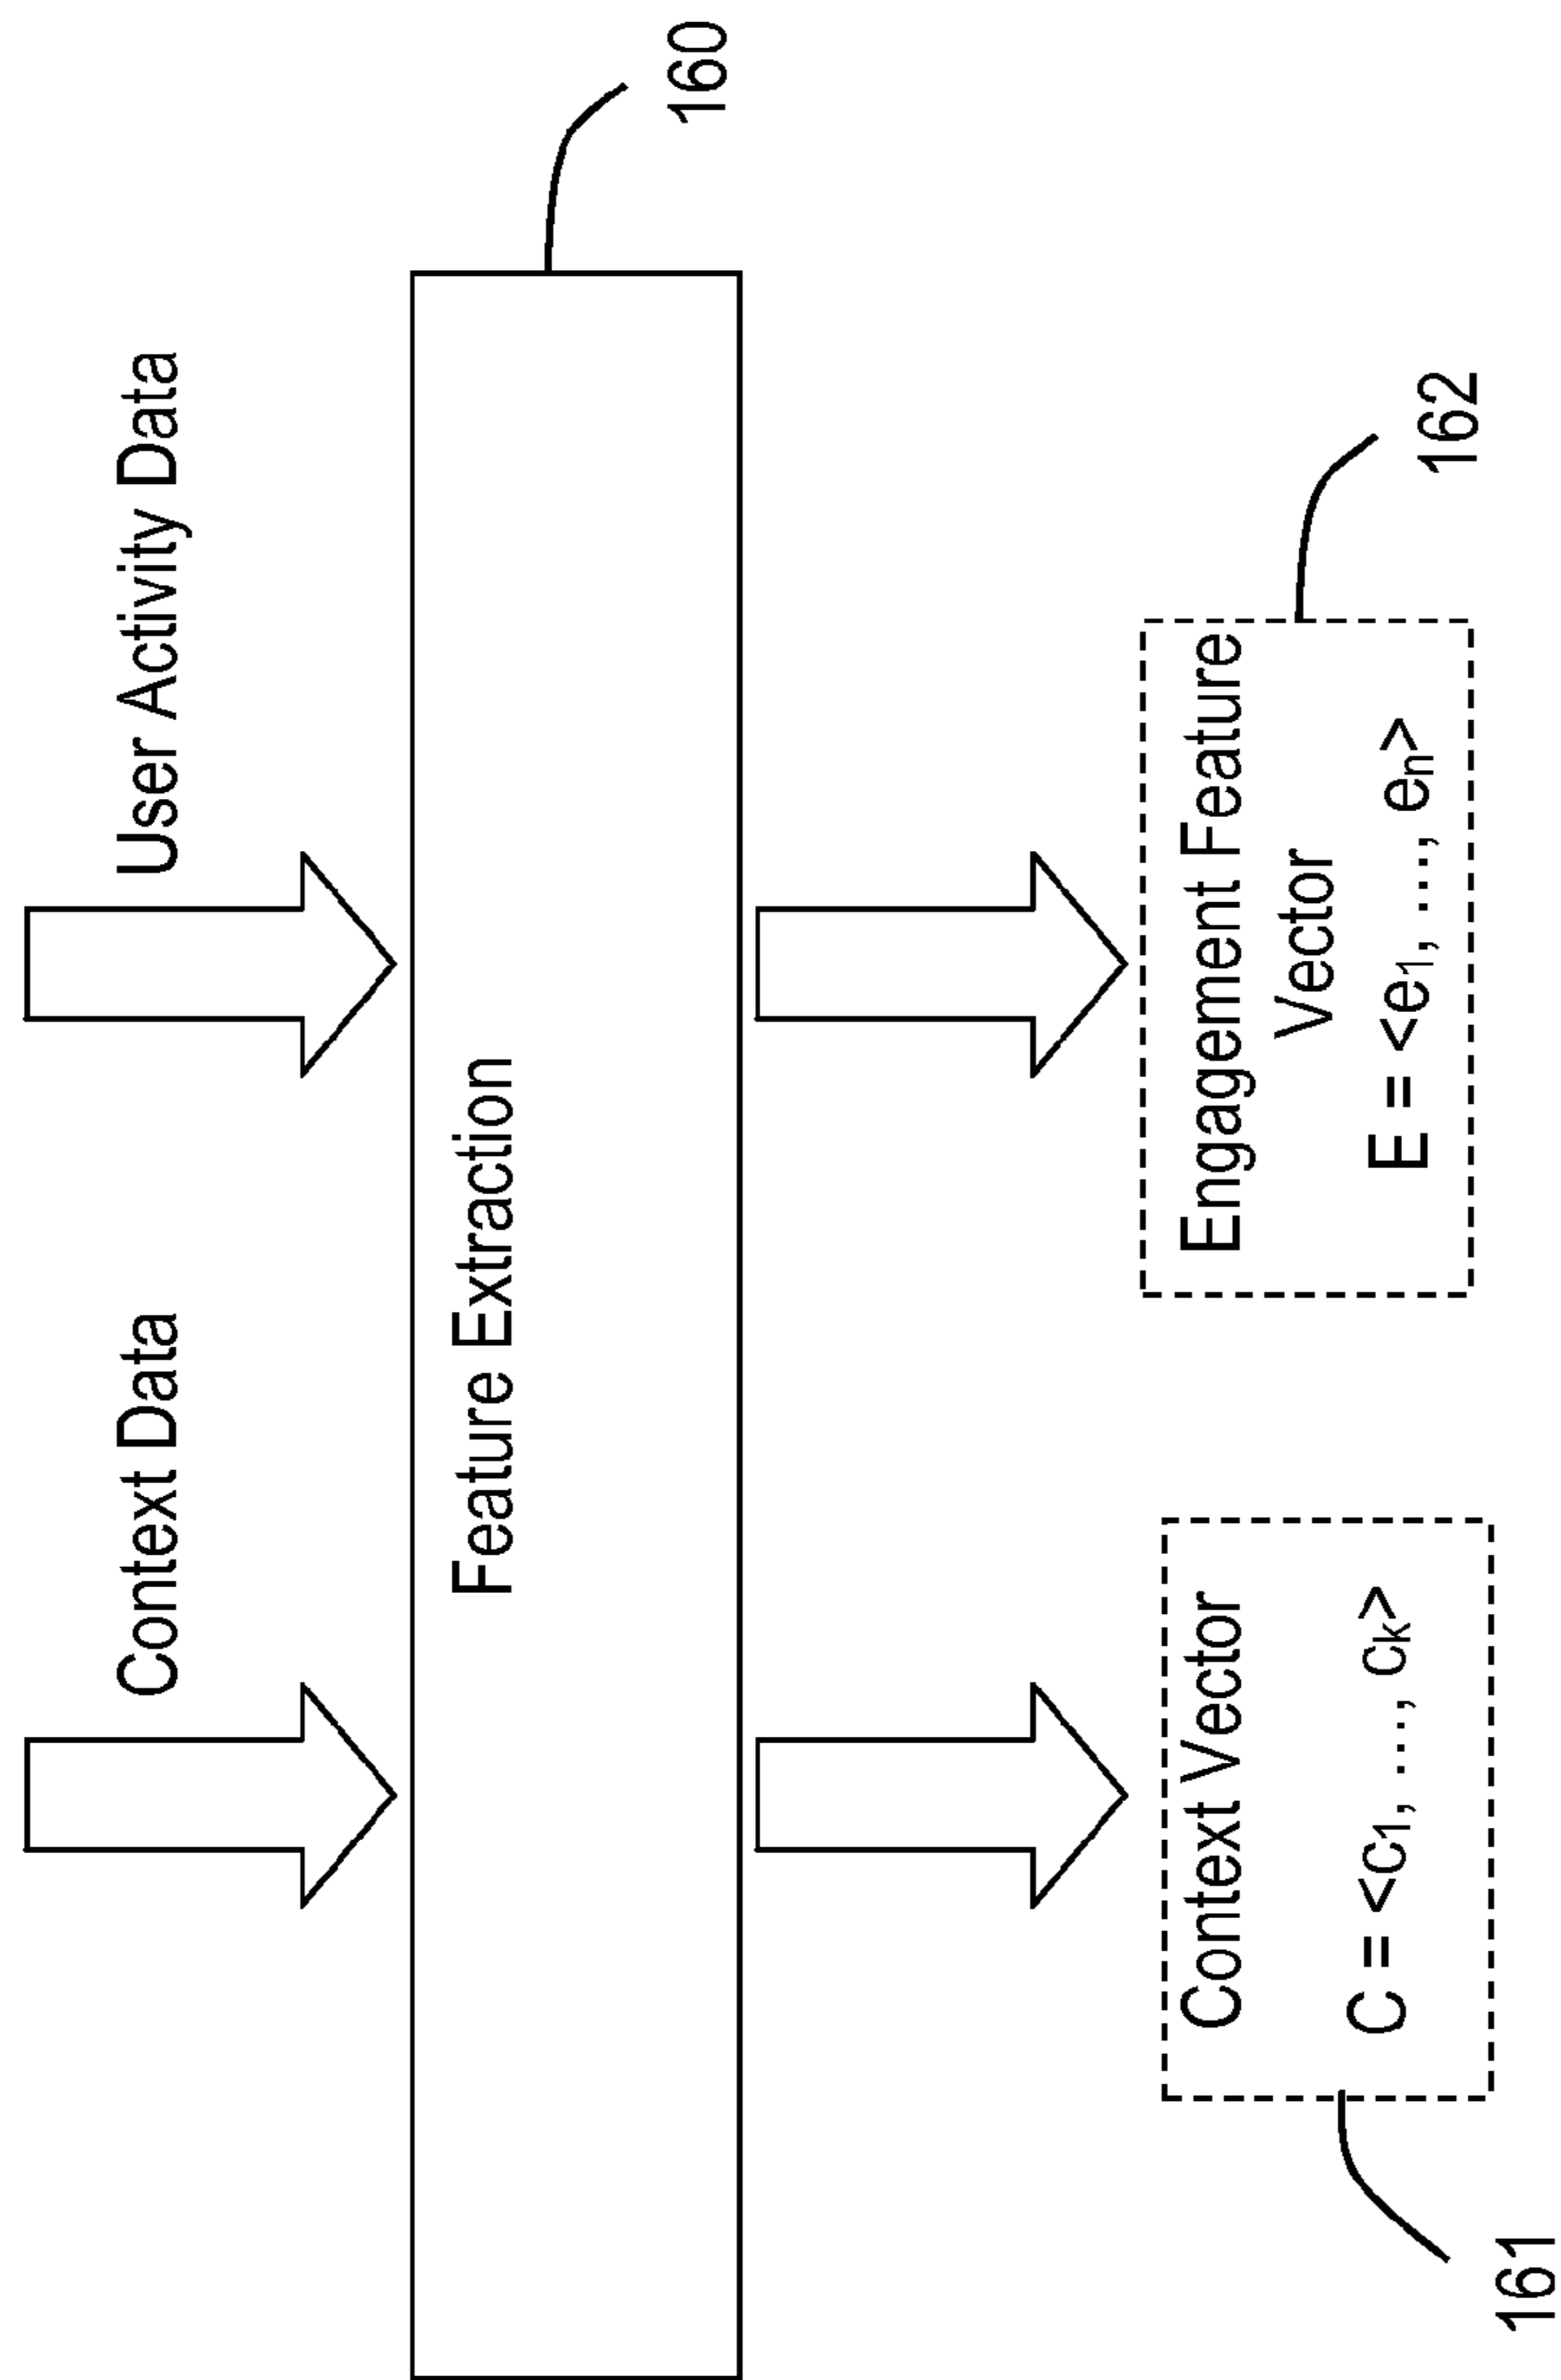 Context Data
User Activity Data
Feature Extraction
160
Context Vector
C = <c1, ..., ck>
161
Engagement Feature
Vector
E = <e1, ..., en>
162